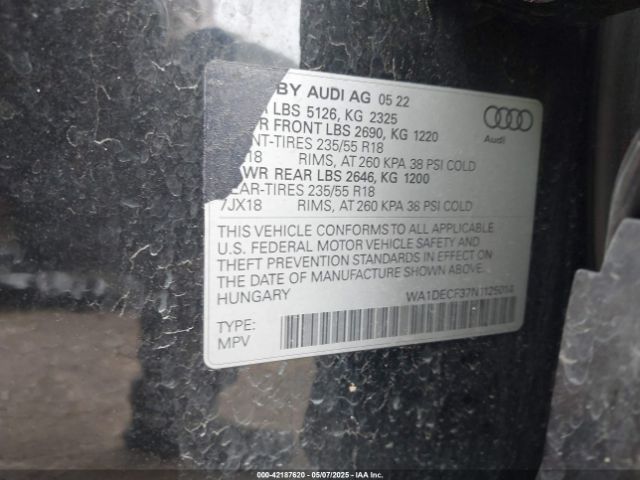 BY AUDI AG 05 22
LBS 5126, KG 2325
R FRONT LBS 2690, KG 1220
NT-TIRES 235/55 R18
18 RIMS, AT 260 KPA 38 PSI COLD
WR REAR LBS 2646, KG 1200
EAR-TIRES 235/55 R18
7JX18 RIMS, AT 260 KPA 38 PSI COLD
Audi
THIS VEHICLE CONFORMS TO ALL APPLICABLE
U.S. FEDERAL MOTOR VEHICLE SAFETY AND
THEFT PREVENTION STANDARDS IN EFFECT ON
THE DATE OF MANUFACTURE SHOWN ABOVE.
HUNGARY
WA1DECF37N1125014
TYPE:
MPV
000-42187620 - 05/07/2025 - IAA Inc.